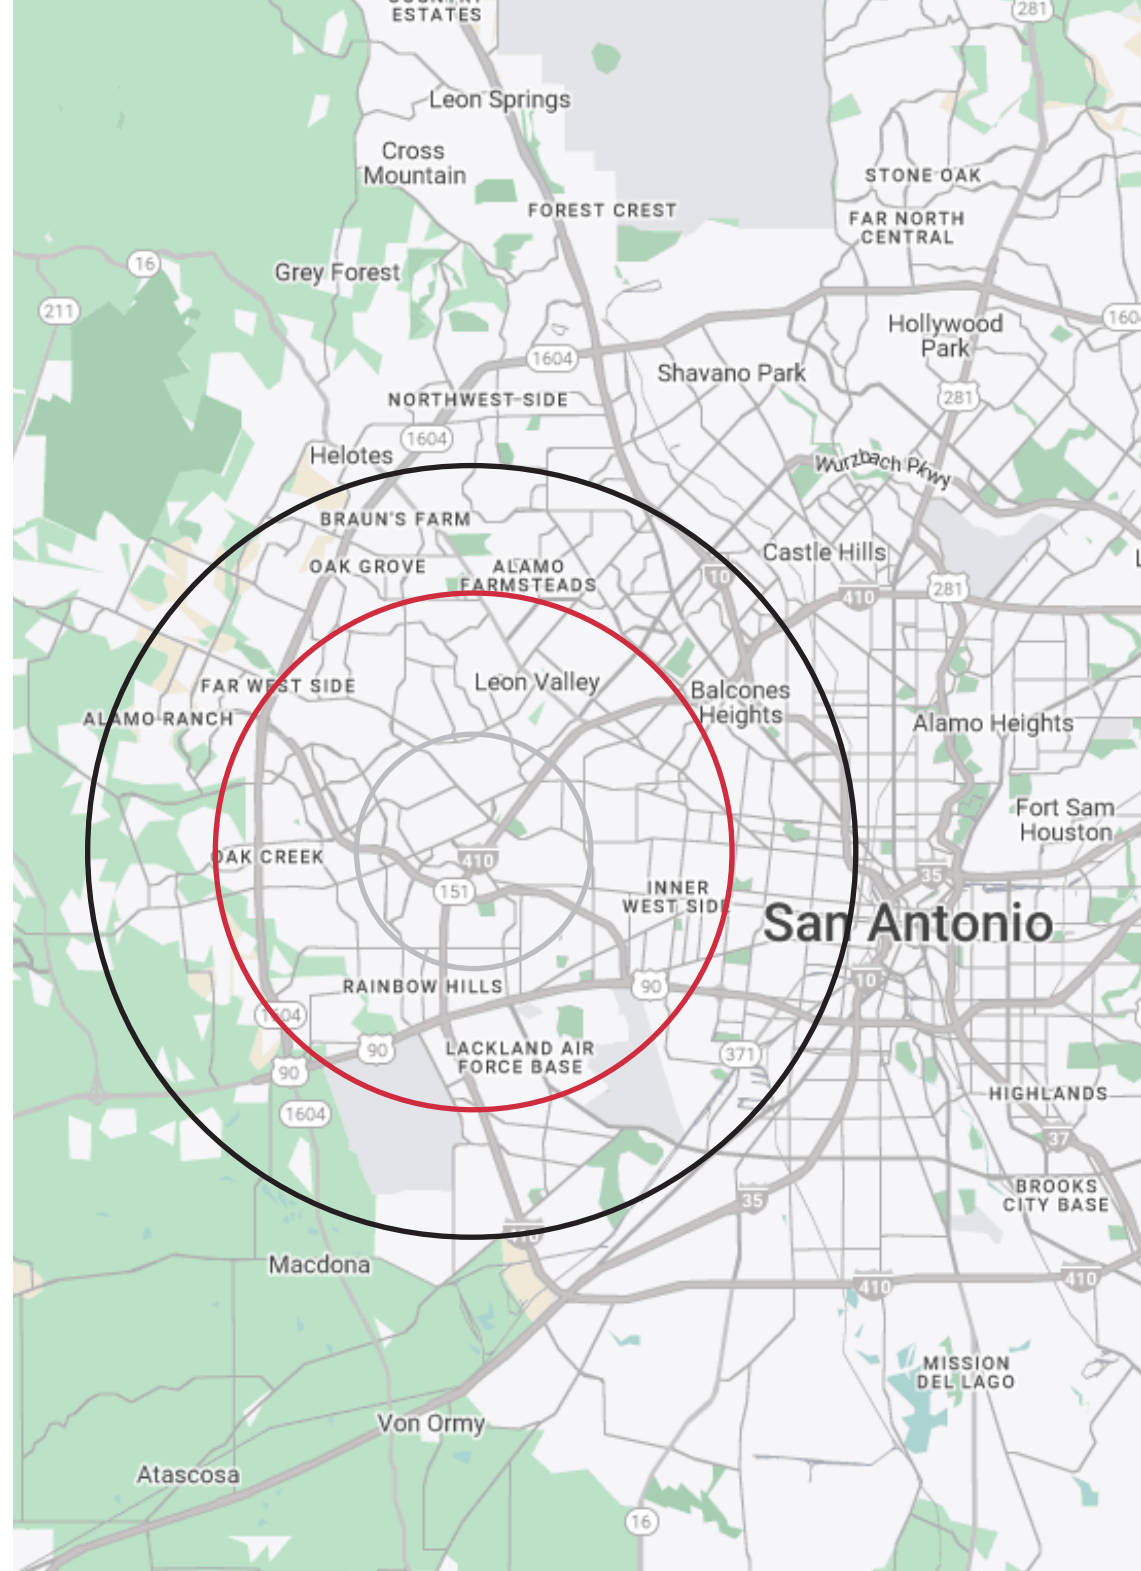 COUNTRY
ESTATES
281
Leon Springs
Cross
Mountain
STONE OAK
FOREST CREST
FAR NORTH
CENTRAL
16
Grey Forest
211
1604
Hollywood
Park
1604
Shavano Park
281
NORTHWEST SIDE
1604
Helotes
Wurzbach Pkwy
BRAUN'S FARM
Castle Hills
OAK GROVE
ALAMO
FARMSTEADS
10
281
410
FAR WEST SIDE
Leon Valley
Balcones
Heights
ALAMO RANCH
Alamo Heights
Fort Sam
Houston
OAK CREEK
410
35
151
INNER
WEST SIDE
San Antonio
RAINBOW HILLS
90
10
1604
90
LACKLAND AIR
FORCE BASE
371
90
1604
HIGHLANDS
37
35
BROOKS
CITY BASE
410
Macdona
410
410
MISSION
DEL LAGO
Von Ormy
Atascosa
16